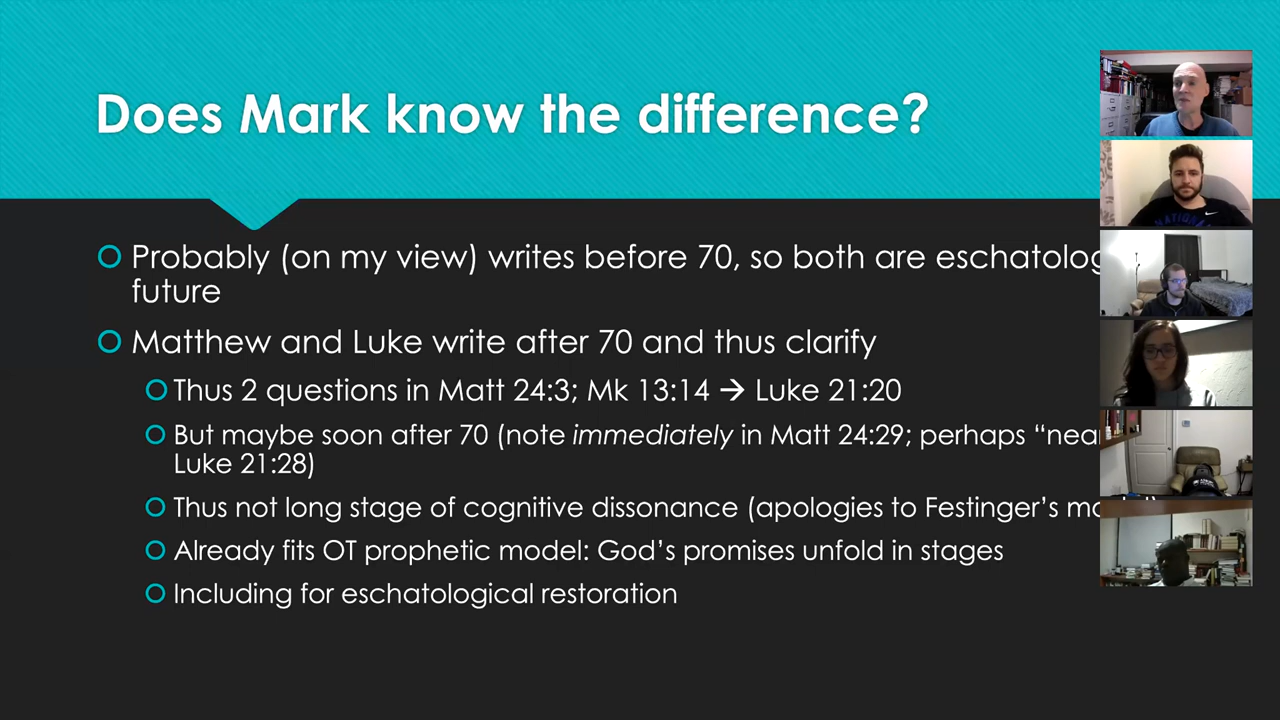 Does Mark know the difference?
Probably (on my view) writes before 70, so both are
future
Matthew and Luke write after 70 and thus clarify
Thus 2 questions in Matt 24:3; Mk 13:14 → Luke 21:20
But maybe soon after 70 (note immediately in Matt 24:29; perhaps
Luke 21:28)
Thus not long stage of cognitive dissonance (apologies to Festinger’s
Already fits OT prophetic model: God’s promises unfold in stages
Including for eschatological restoration